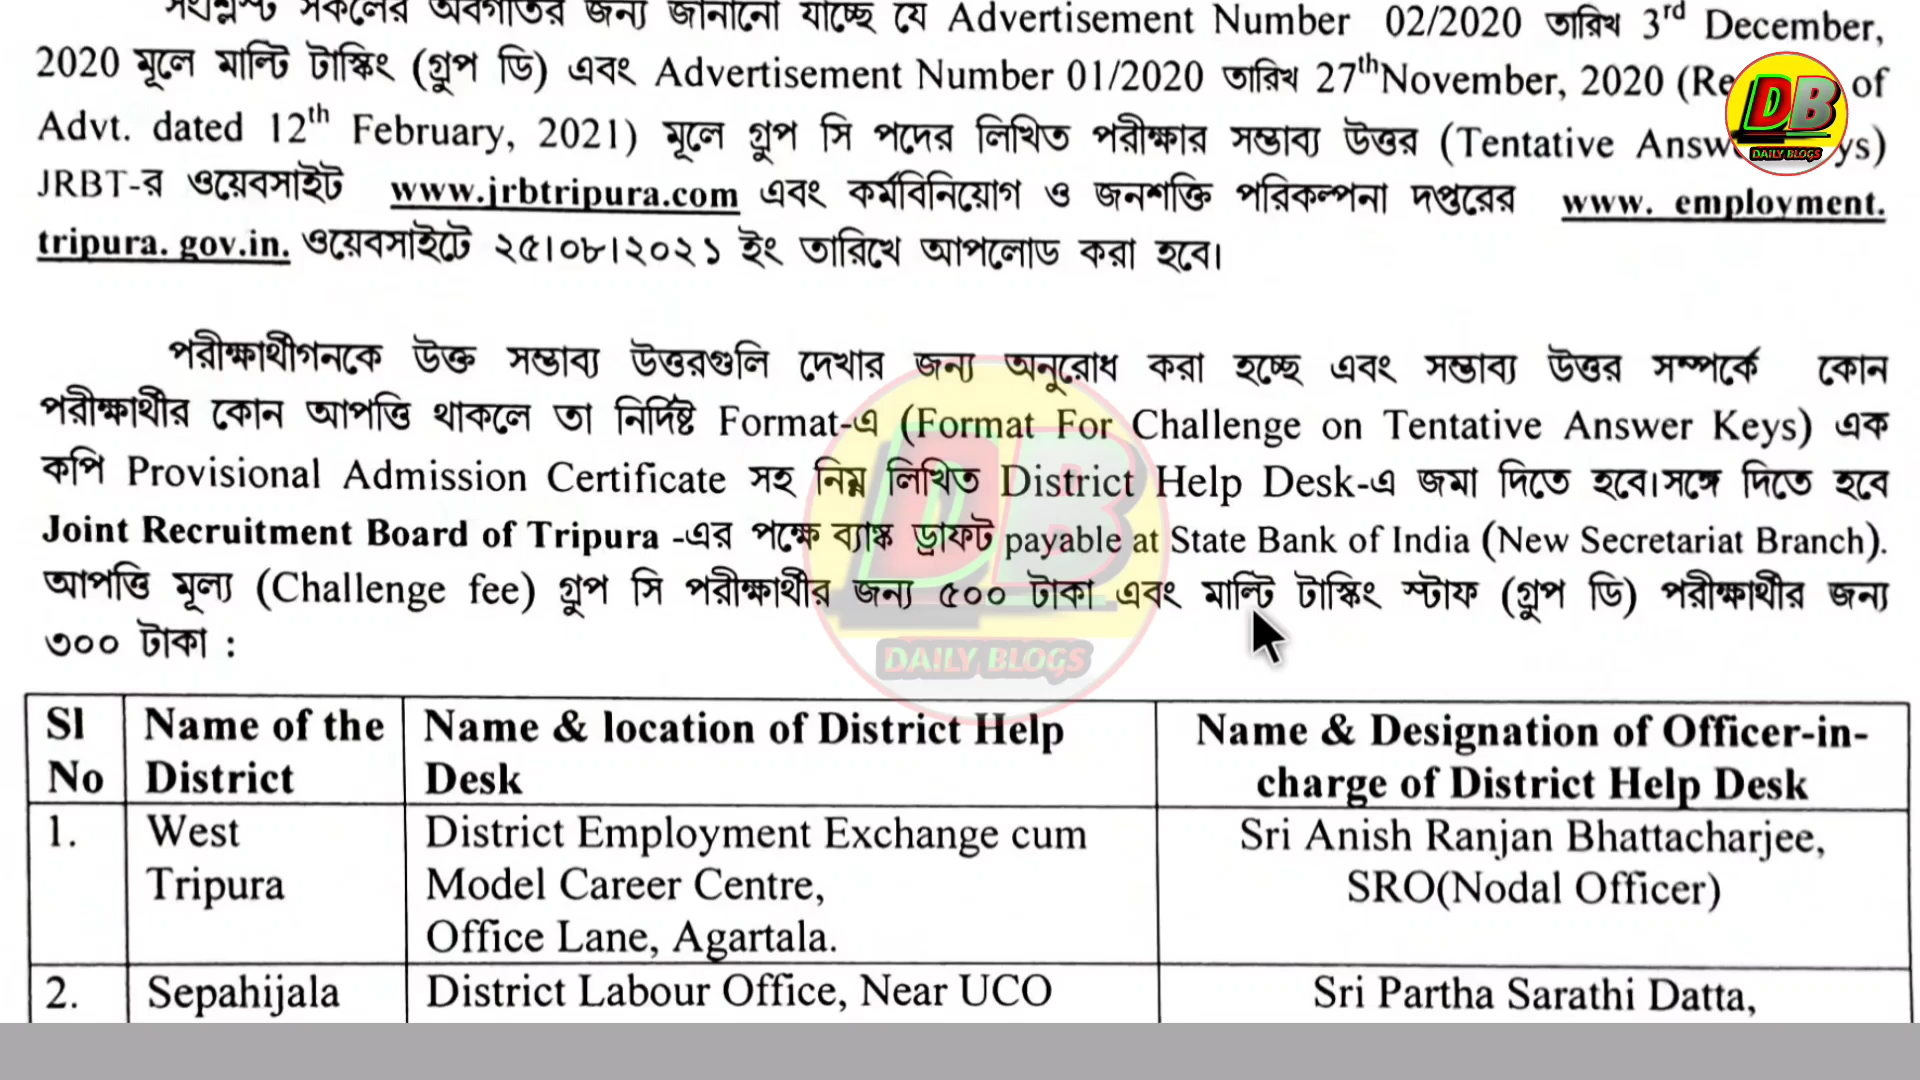 সংশ্লিষ্ট সকলের অবগতির জন্য জানানো যাচ্ছে যে Advertisement Number 02/2020 তারিখ 3rd December,
2020 মূলে মাল্টি টাস্কিং (গ্রুপ ডি) এবং Advertisement Number 01/2020 তারিখ 27thNovember, 2020 ( of
Advt. dated 12th February, 2021) মূলে গ্রুপ সি পদের লিখিত পরীক্ষার সম্ভাব্য উত্তর (Tentative
JRBT-র ওয়েবসাইট www.jrbtripura.com এবং কর্মবিনিয়োগ ও জনশক্তি পরিকল্পনা দপ্তরের www. employment.
tripura. gov.in. ওয়েবসাইটে ২৫।০৮।২০২১ ইং তারিখে আপলোড করা হবে।
পরীক্ষার্থীগনকে উক্ত সম্ভাব্য উত্তরগুলি দেখার জন্য অনুরোধ করা হচ্ছে এবং সম্ভাব্য উত্তর সম্পর্কে কোন
পরীক্ষার্থীর কোন আপত্তি থাকলে তা নির্দিষ্ট Format-এ (Format For Challenge on Tentative Answer Keys) এক
কপি Provisional Admission Certificate সহ নিম্ন লিখিত District Help Desk-এ জমা দিতে হবে।সঙ্গে দিতে হবে
Joint Recruitment Board of Tripura -এর পক্ষে ব্যাঙ্ক ড্রাফট payable at State Bank of India (New Secretariat Branch).
আপত্তি মূল্য (Challenge fee) গ্রুপ সি পরীক্ষার্থীর জন্য ৫০০ টাকা এবং মাল্টি টাস্কিং স্টাফ (গ্রুপ ডি) পরীক্ষার্থীর জন্য
৩০০ টাকা :
DB
DAILY BLOGS
DB
DAILY BLOGS
Sl No
Name of the District
Name & location of District Help Desk
Name & Designation of Officer-in-charge of District Help Desk
1.
West Tripura
District Employment Exchange cum
Model Career Centre,
Office Lane, Agartala.
Sri Anish Ranjan Bhattacharjee,
SRO(Nodal Officer)
2.
Sepahijala
District Labour Office, Near UCO
Sri Partha Sarathi Datta,